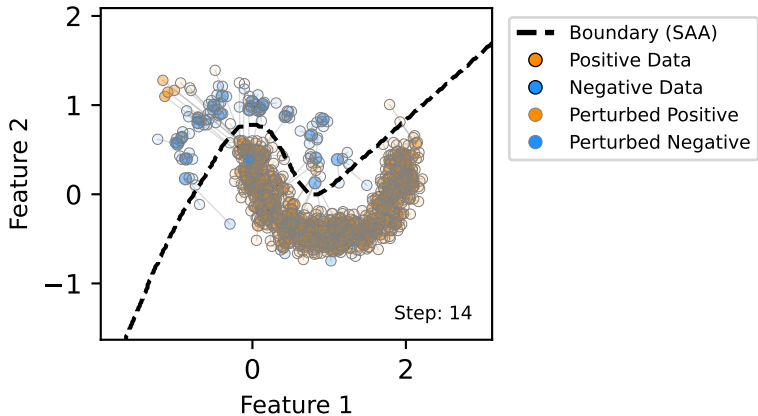 2
1
0
−1
Feature 2
0
2
Feature 1
Step: 14
Boundary (SAA)
Positive Data
Negative Data
Perturbed Positive
Perturbed Negative